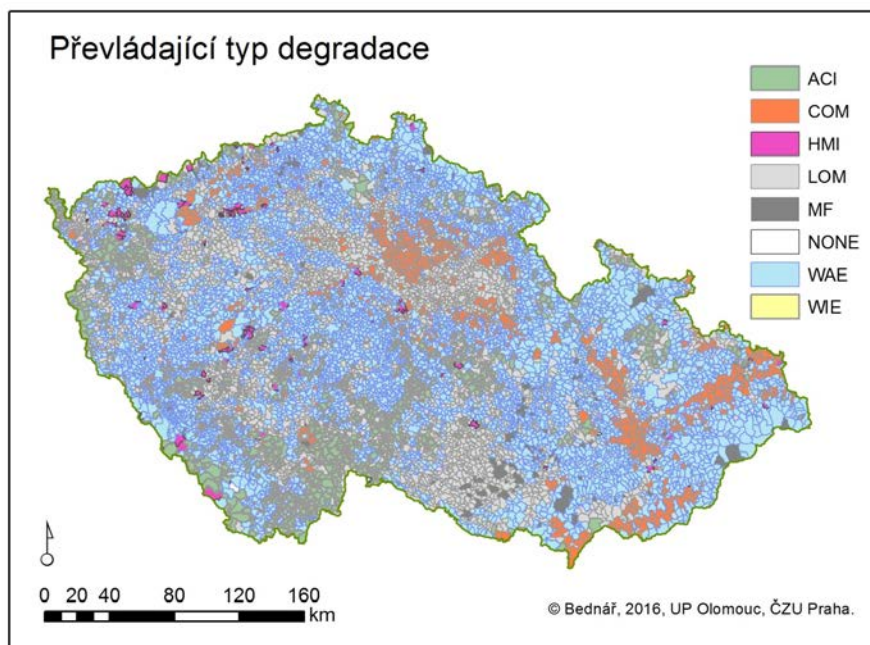 Převládající typ degradace
ACI
COM
HMI
LOM
MF
NONE
WAE
WIE
0 20 40 80 120 160
km
© Bednář, 2016, UP Olomouc, ČZU Praha.